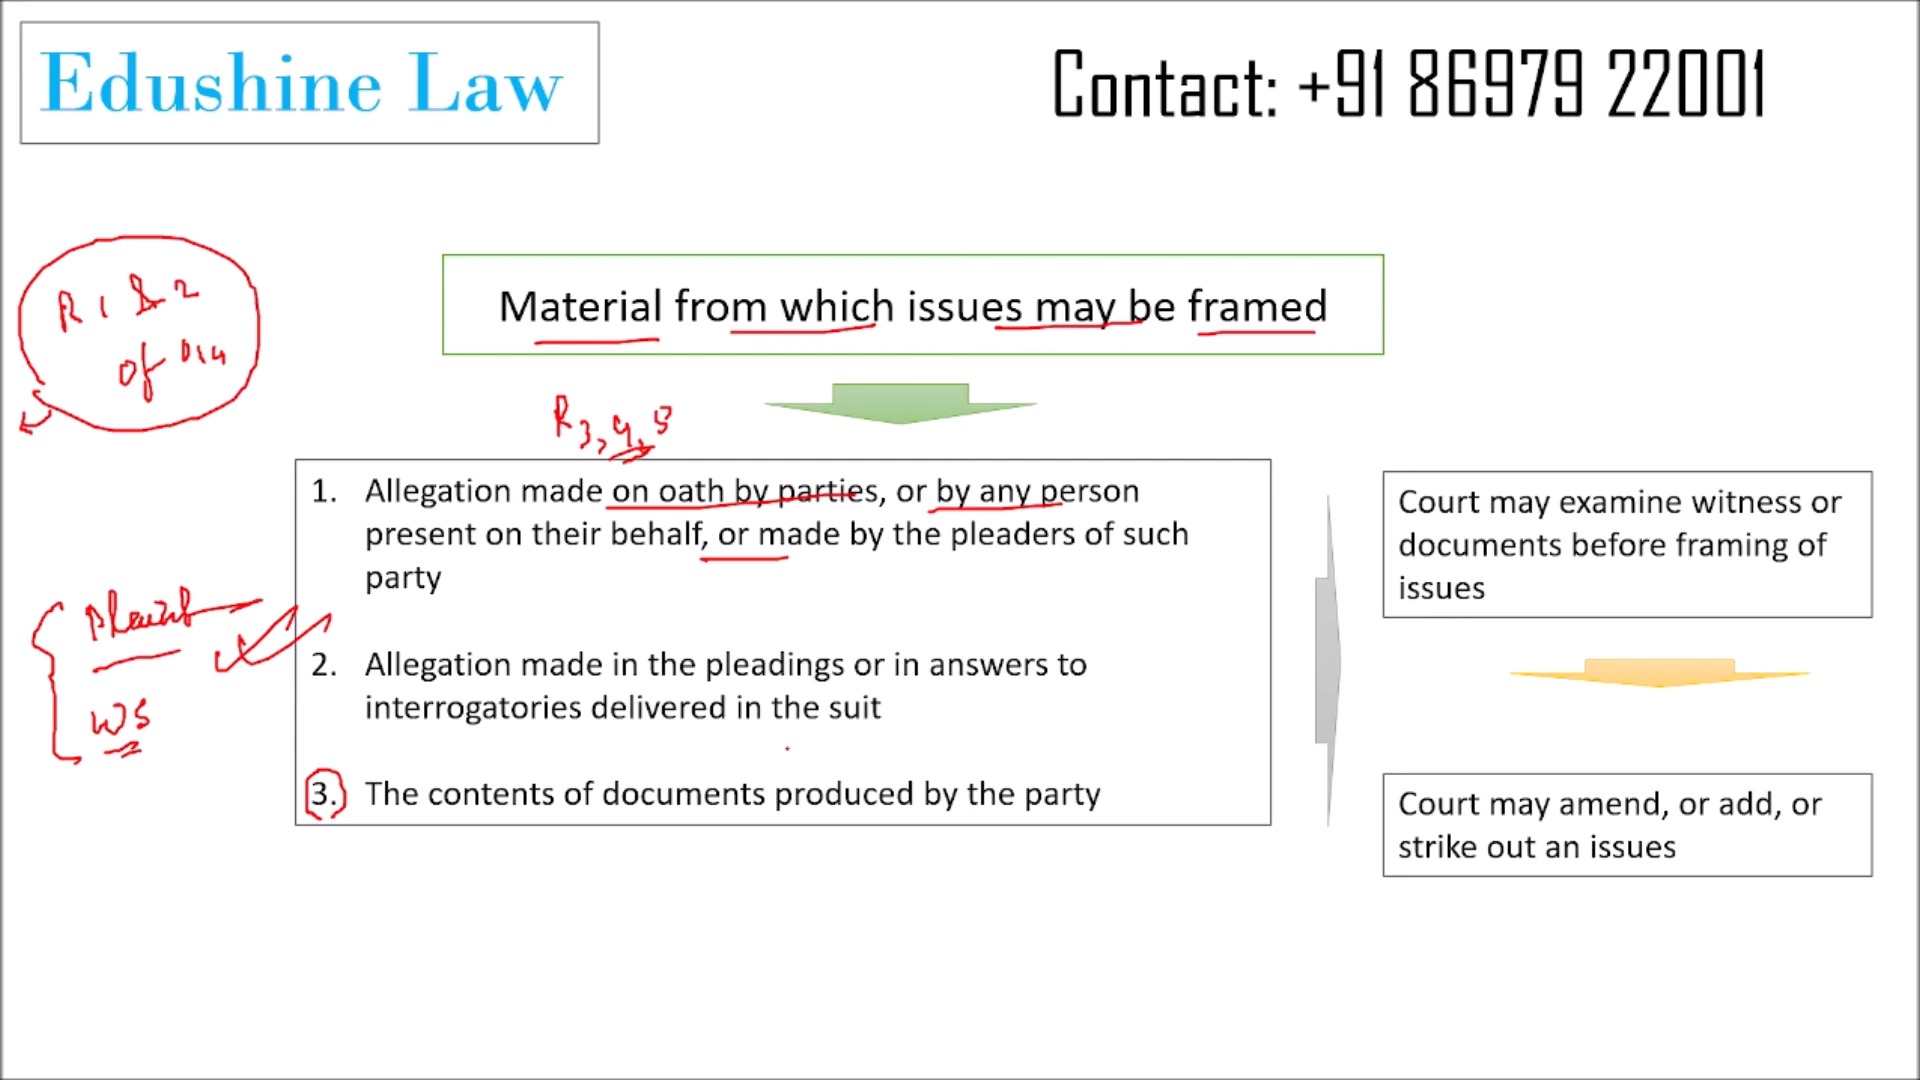 Edushine Law
Contact: +91 86979 22001
R 1 & 2
of O14
Material from which issues may be framed
R 3, 4, 5
1. Allegation made on oath by parties, or by any person
present on their behalf, or made by the pleaders of such
party
2. Allegation made in the pleadings or in answers to
interrogatories delivered in the suit
3. The contents of documents produced by the party
Plaint
WS
Court may examine witness or
documents before framing of
issues
Court may amend, or add, or
strike out an issues